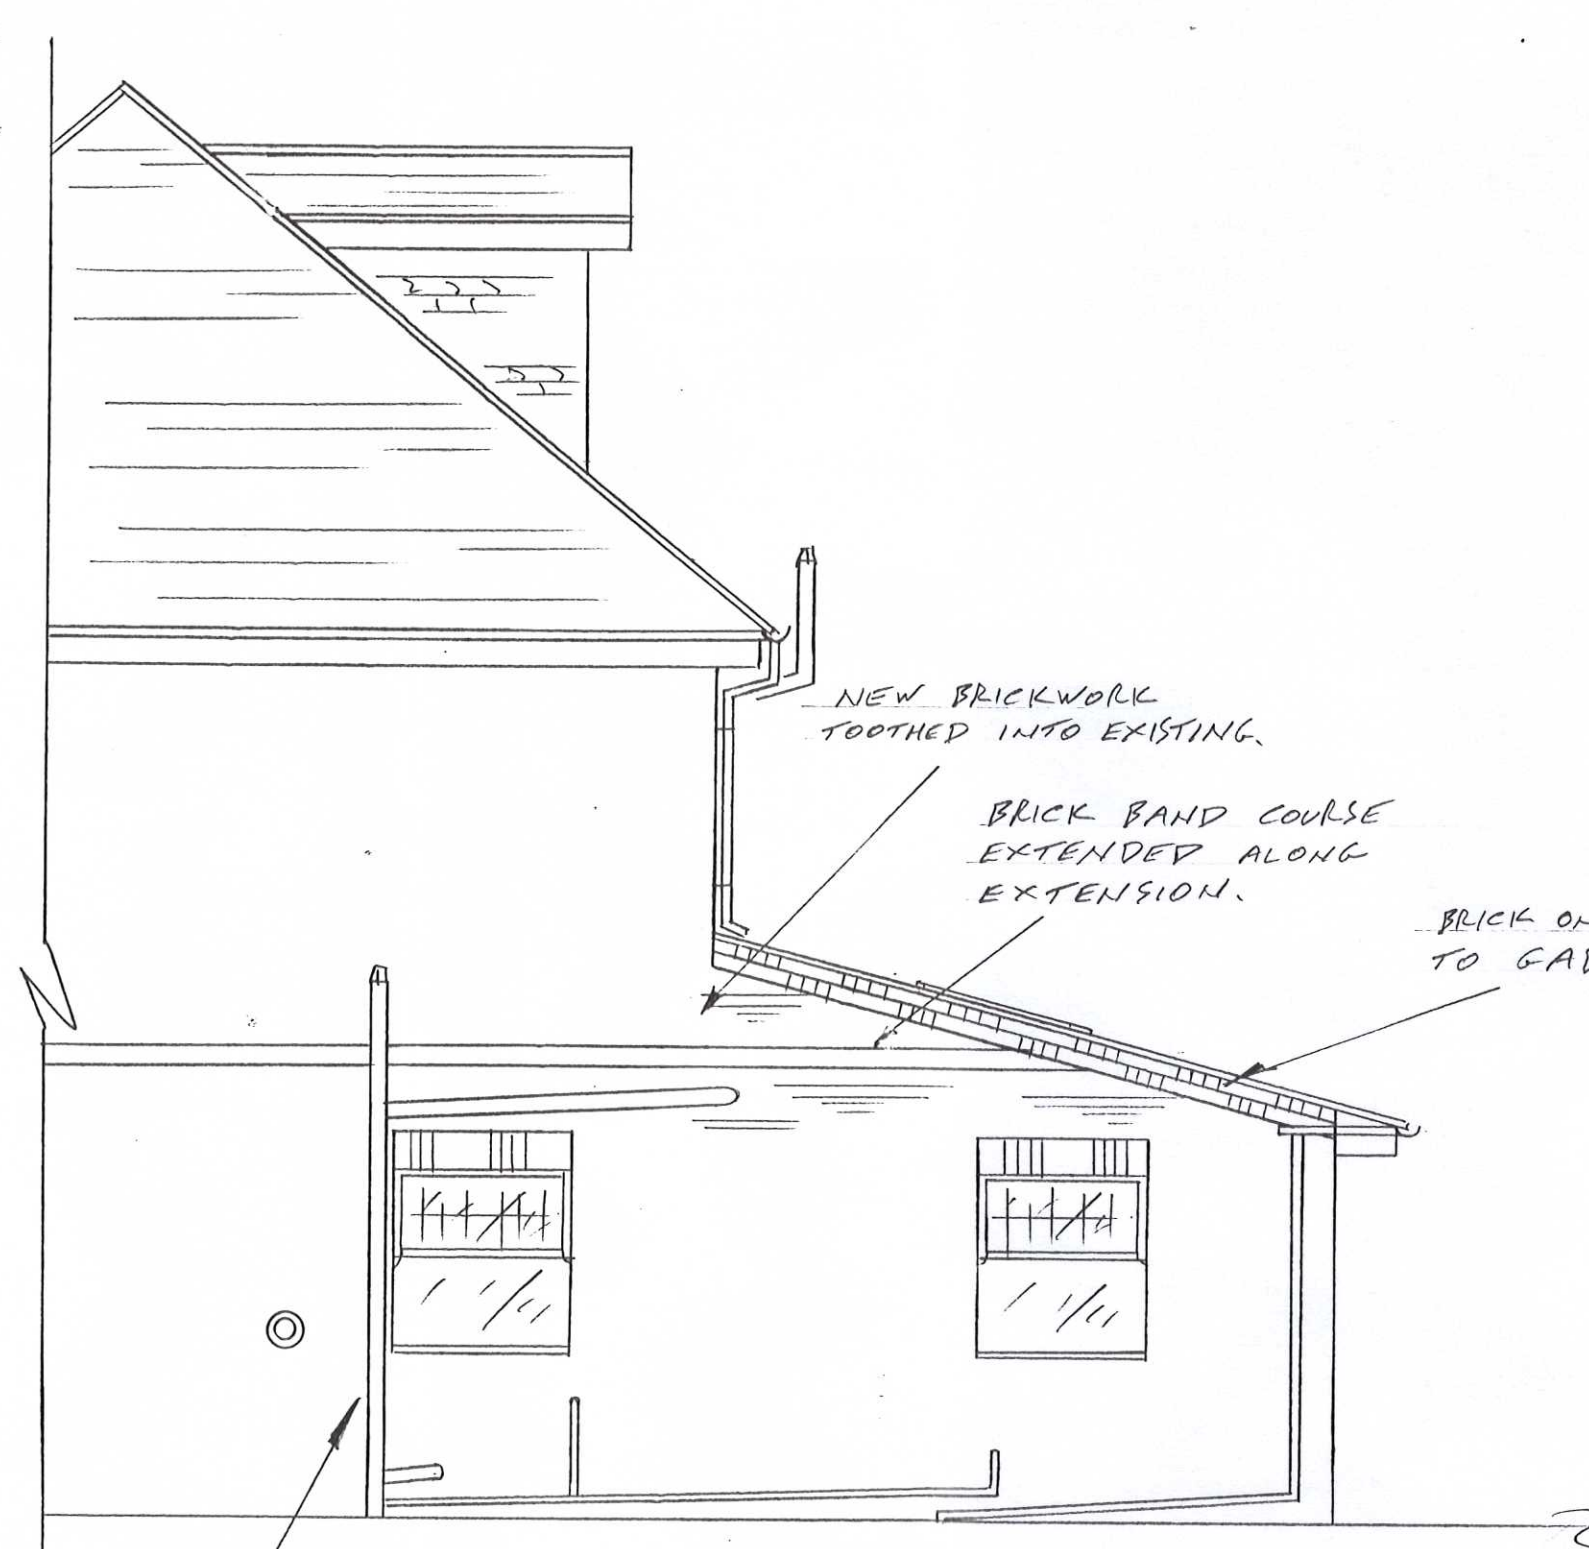 NEW BRICKWORK
TOOTHED INTO EXISTING.
BRICK BAND COURSE
EXTENDED ALONG
EXTENSION.
BRICK
TO